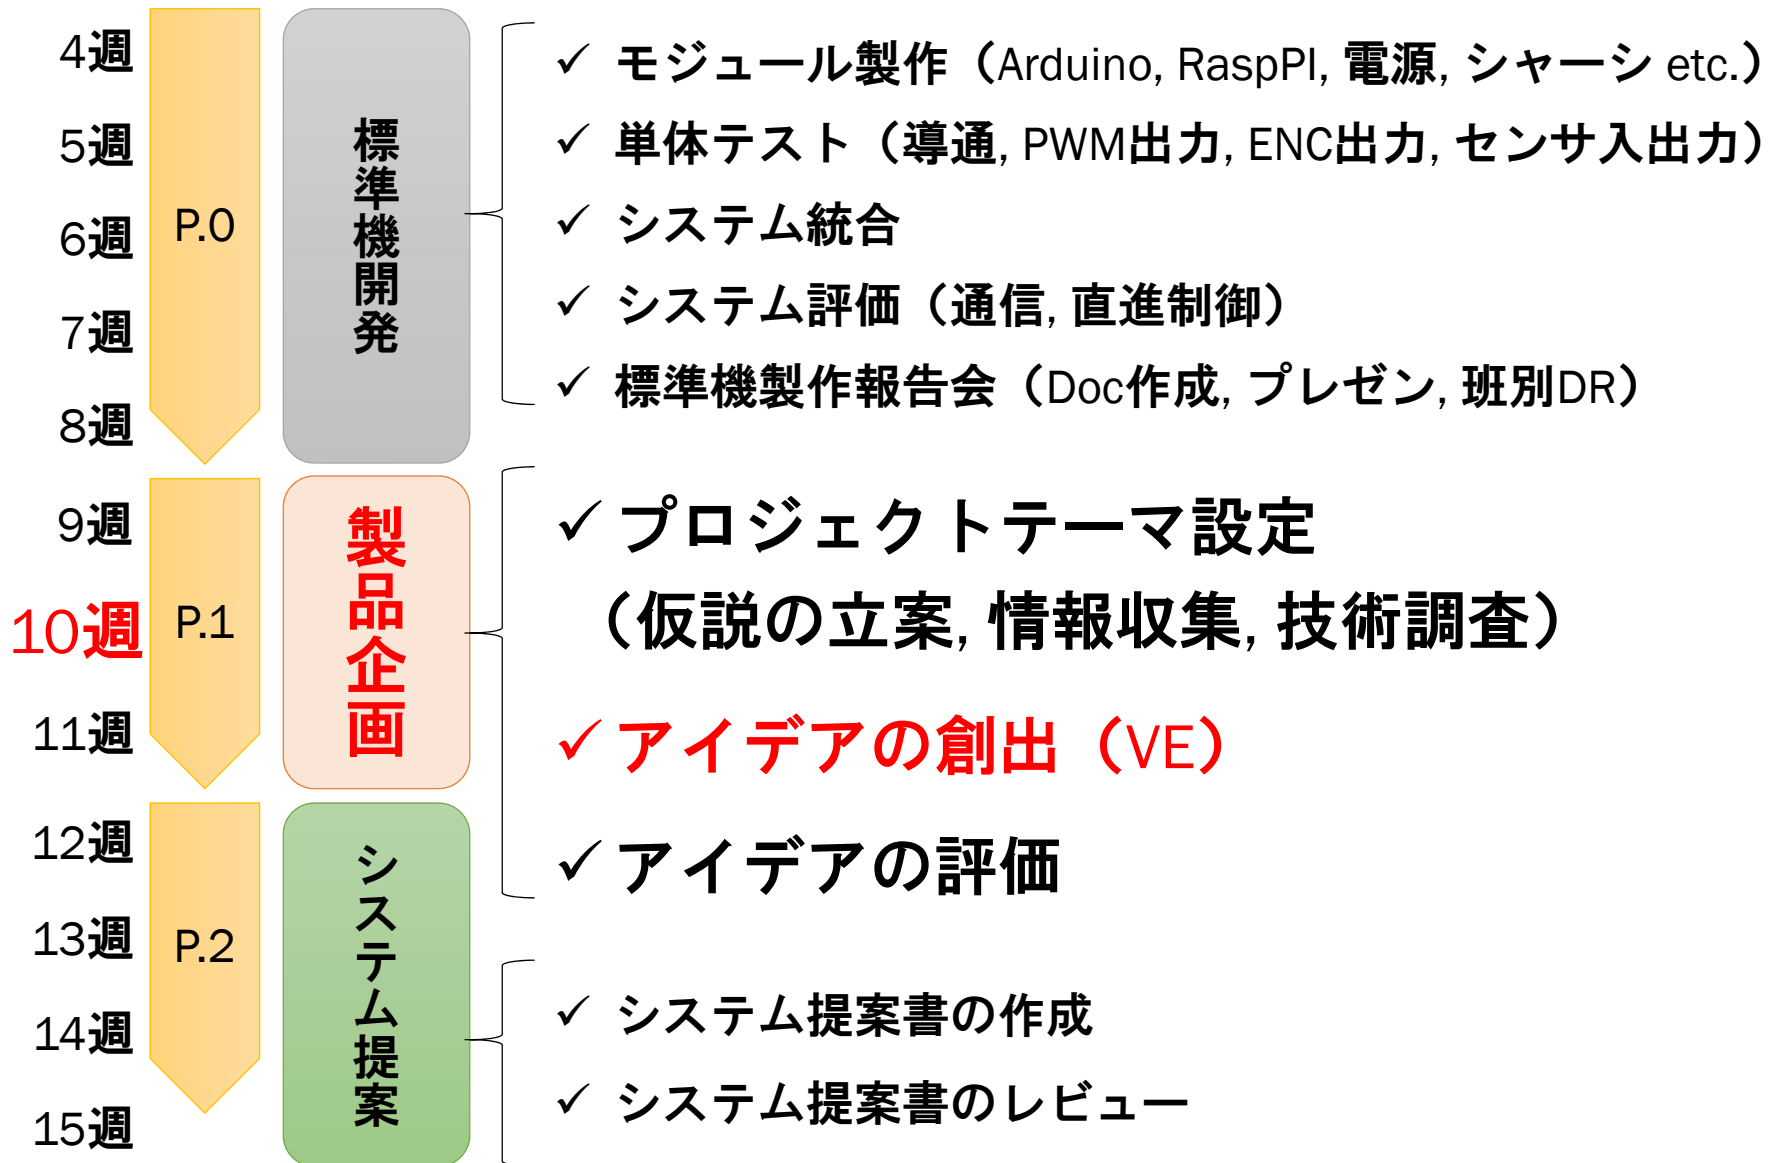 4週
5週
6週
7週
8週
9週
10週
11週
12週
13週
14週
15週
P.0
P.1
P.2
標準機開発
製品企画
システム提案
✓ モジュール製作（Arduino, RaspPI, 電源, シャーシ etc.）
✓ 単体テスト（導通, PWM出力, ENC出力, センサ入出力）
✓ システム統合
✓ システム評価（通信, 直進制御）
✓ 標準機製作報告会（Doc作成, プレゼン, 班別DR）
✓ プロジェクトテーマ設定
（仮説の立案, 情報収集, 技術調査）
✓ アイデアの創出（VE）
✓ アイデアの評価
✓ システム提案書の作成
✓ システム提案書のレビュー